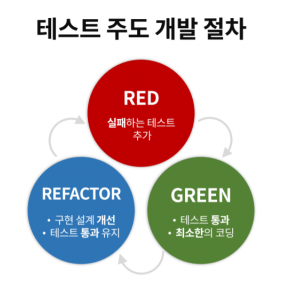 테스트 주도 개발 절차
RED
실패하는 테스트
추가
REFACTOR
• 구현 설계 개선
• 테스트 통과 유지
GREEN
• 테스트 통과
• 최소한의 코딩